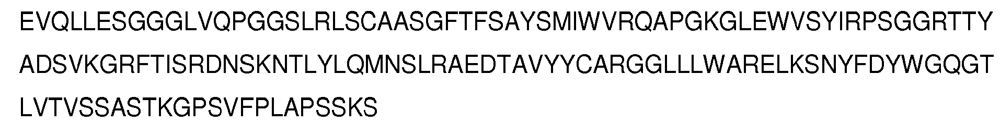 EVQLLESGGGLVQPGGSLRLSCAASGFTFSAYSMIWVRQAPGKGLEWVSYIRPSGGRTTY
ADSVKGRFTISRDNSKNTLYLQMNSLRAEDTAVYYCARGGLLLWARELKSNYFDYWGQGT
LVTVSSASTKGPSVFPLAPSSKS